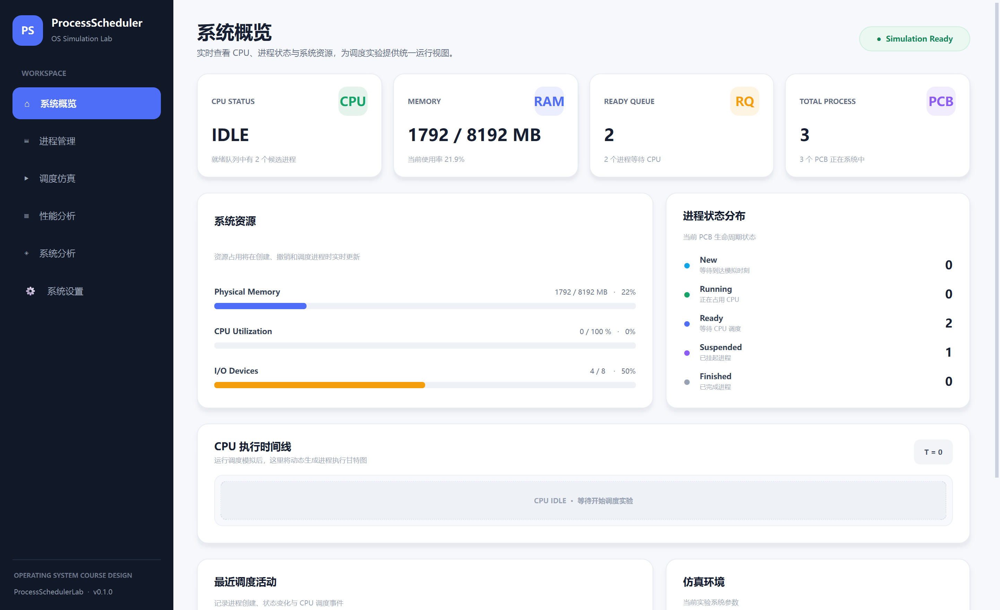 PS
ProcessScheduler
OS Simulation Lab
WORKSPACE
系统概览
进程管理
调度仿真
性能分析
系统分析
系统设置
OPERATING SYSTEM COURSE DESIGN
ProcessSchedulerLab · v0.1.0
系统概览
实时查看 CPU、进程状态与系统资源，为调度实验提供统一运行视图。
● Simulation Ready
CPU STATUS
CPU
IDLE
就绪队列中有 2 个候选进程
MEMORY
RAM
1792 / 8192 MB
当前使用率 21.9%
READY QUEUE
RQ
2
2 个进程等待 CPU
TOTAL PROCESS
PCB
3
3 个 PCB 正在系统中
系统资源
资源占用将在创建、撤销和调度进程时实时更新
Physical Memory
1792 / 8192 MB · 22%
CPU Utilization
0 / 100 % · 0%
I/O Devices
4 / 8 · 50%
进程状态分布
当前 PCB 生命周期状态
New
等待到达模拟时刻
0
Running
正在占用 CPU
0
Ready
等待 CPU 调度
2
Suspended
已挂起进程
1
Finished
已完成进程
0
CPU 执行时间线
运行调度模拟后，这里将动态生成进程执行甘特图
T = 0
CPU IDLE • 等待开始调度实验
最近调度活动
记录进程创建、状态变化与 CPU 调度事件
仿真环境
当前实验系统参数